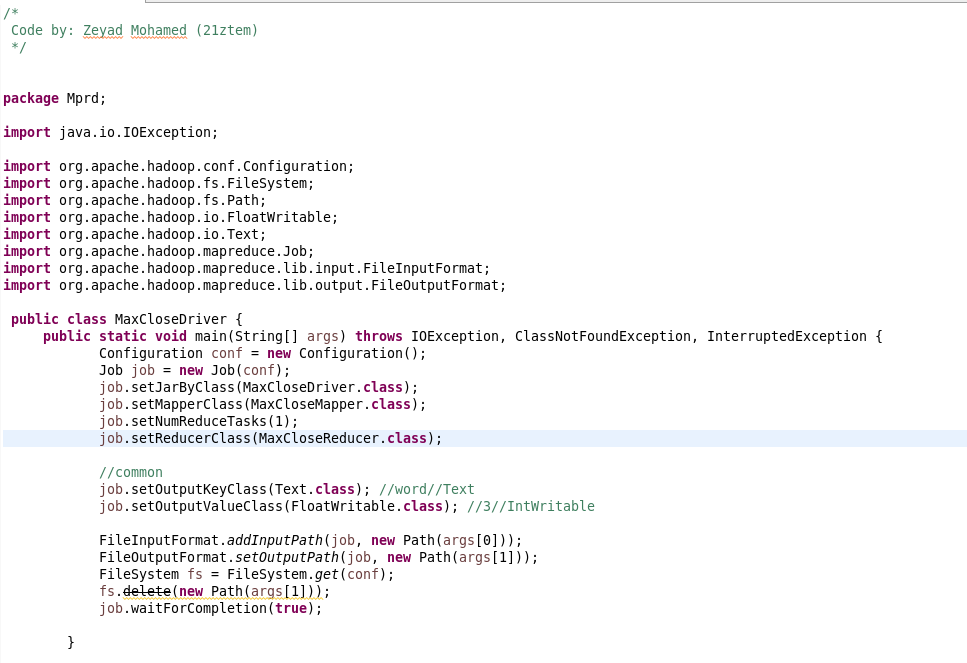 /*
 Code by: Zeyad Mohamed (21ztem)
 */
package Mprd;
import java.io.IOException;
import org.apache.hadoop.conf.Configuration;
import org.apache.hadoop.fs.FileSystem;
import org.apache.hadoop.fs.Path;
import org.apache.hadoop.io.FloatWritable;
import org.apache.hadoop.io.Text;
import org.apache.hadoop.mapreduce.Job;
import org.apache.hadoop.mapreduce.lib.input.FileInputFormat;
import org.apache.hadoop.mapreduce.lib.output.FileOutputFormat;
 public class MaxCloseDriver {
     public static void main(String[] args) throws IOException, ClassNotFoundException, InterruptedException {
            Configuration conf = new Configuration();
            Job job = new Job(conf);
            job.setJarByClass(MaxCloseDriver.class);
            job.setMapperClass(MaxCloseMapper.class);
            job.setNumReduceTasks(1);
            job.setReducerClass(MaxCloseReducer.class);
            //common
            job.setOutputKeyClass(Text.class); //word//Text
            job.setOutputValueClass(FloatWritable.class); //3//IntWritable
            FileInputFormat.addInputPath(job, new Path(args[0]));
            FileOutputFormat.setOutputPath(job, new Path(args[1]));
            FileSystem fs = FileSystem.get(conf);
            fs.delete(new Path(args[1]));
            job.waitForCompletion(true);
        }